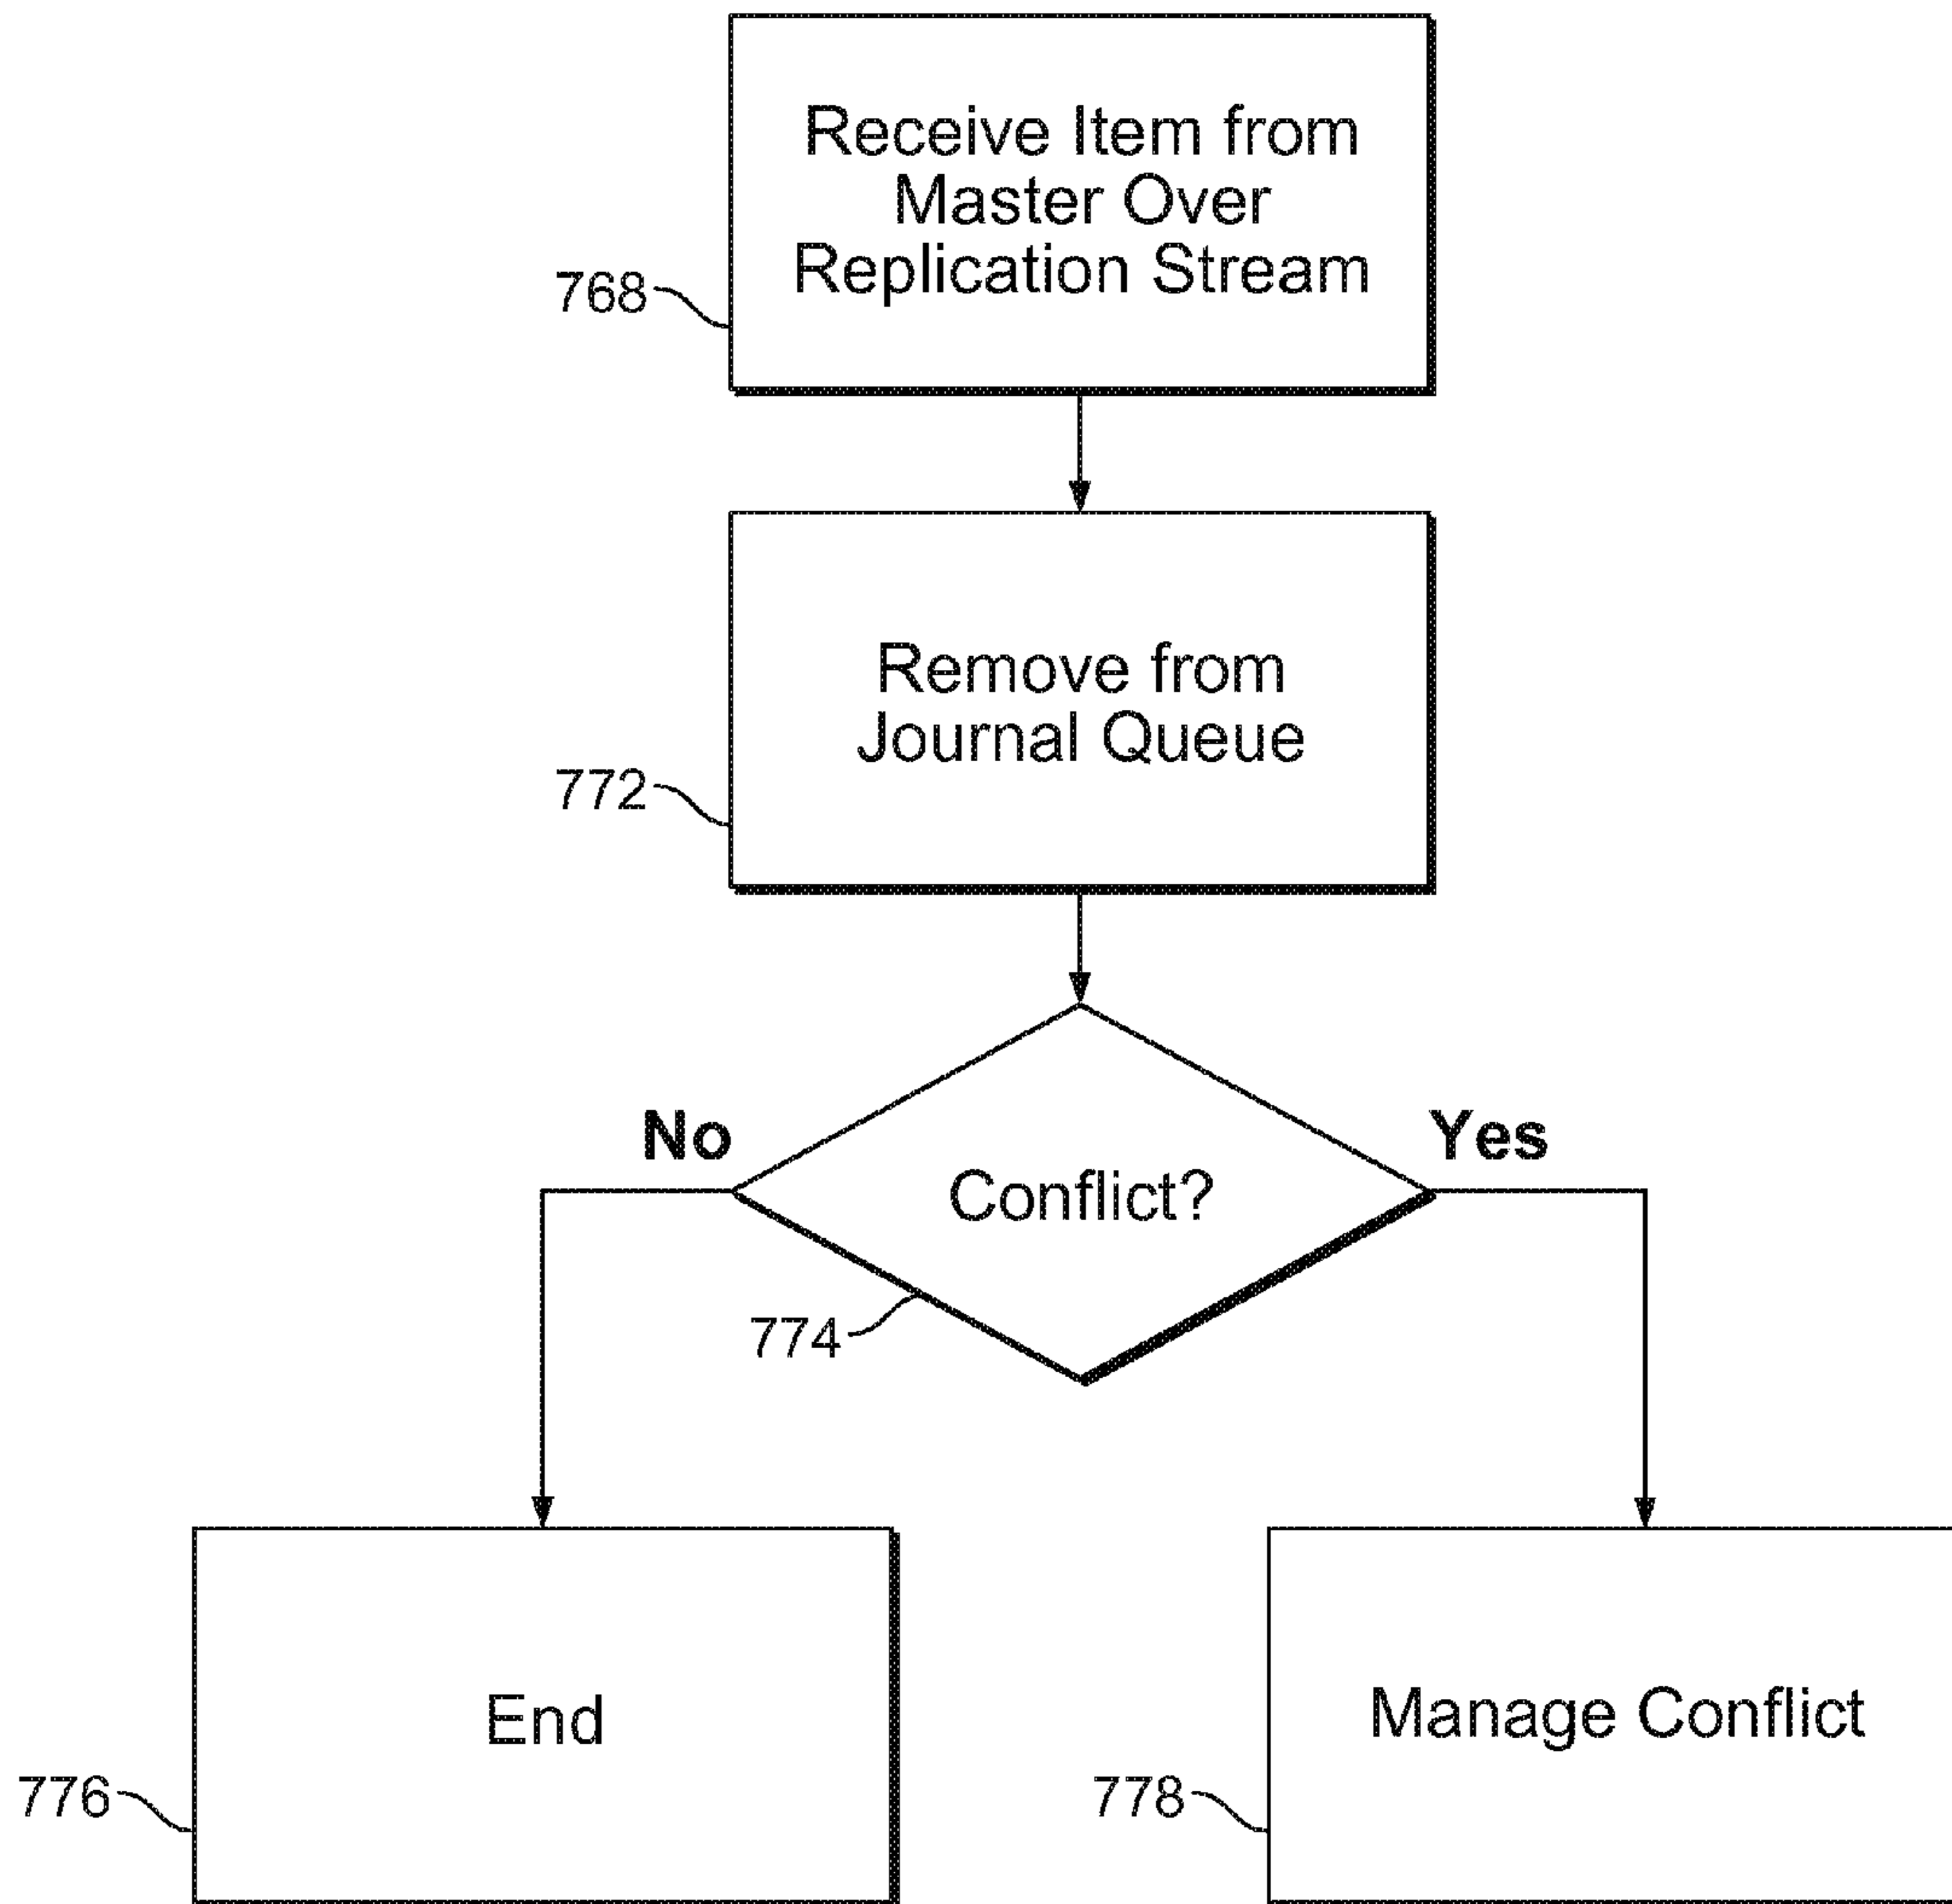 Receive Item from
Master Over
Replication Stream
768
Remove from
Journal Queue
772
No
Yes
Conflict?
774
End
Manage Conflict
776
778